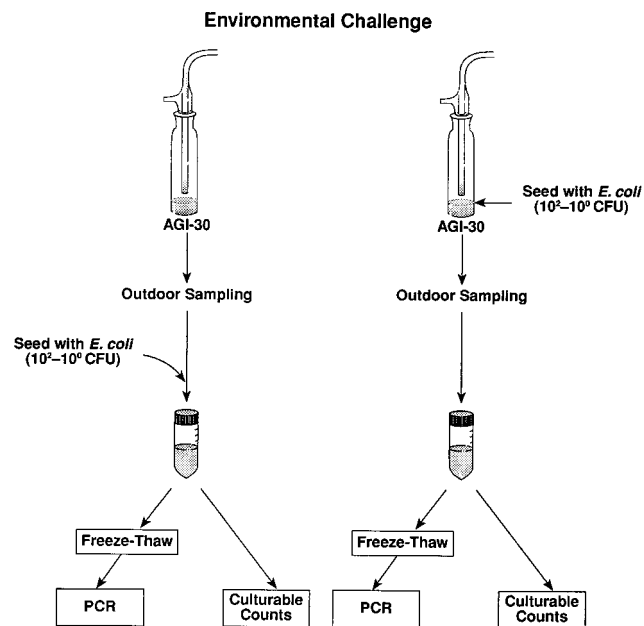 Environmental Challenge
AGI-30
Outdoor Sampling
Seed with E. coli
(10²–10⁰ CFU)
Freeze-Thaw
PCR
Culturable
Counts
Seed with E. coli
(10²–10⁰ CFU)
AGI-30
Outdoor Sampling
Freeze-Thaw
PCR
Culturable
Counts